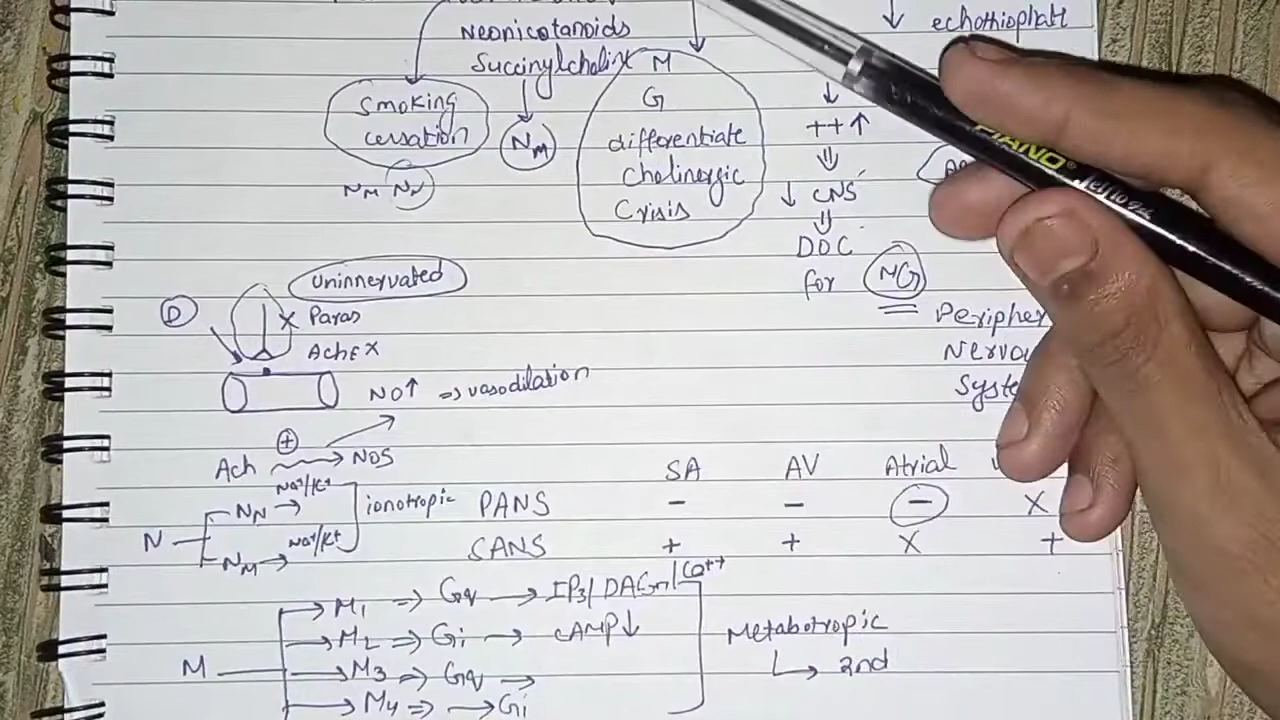 Neonicotanoids
Succinylcholine
echothiophate
smoking
cessation
NM NN
NM
M
G
differentiate
Cholinergic
Crisis
↓
++↑
⇓
↓ CNS
⇓
DOC
for MG
PIANO
Peripher
Nervou
Syste
Uninnervated
D
X Paras
AchE X
NO↑ => vasodilation
Ach ⊕ → NOS
SA AV Atrial
PANS - - - X
SANS + + X +
N
NN → Na+/K+
NM → Na+/K+
ionotropic
M
M1 => Gq → IP3/DAG
Ca++
M2 => Gi → cAMP↓
M3 => Gq →
M4 => → Gi
Metabotropic
↳ 2nd